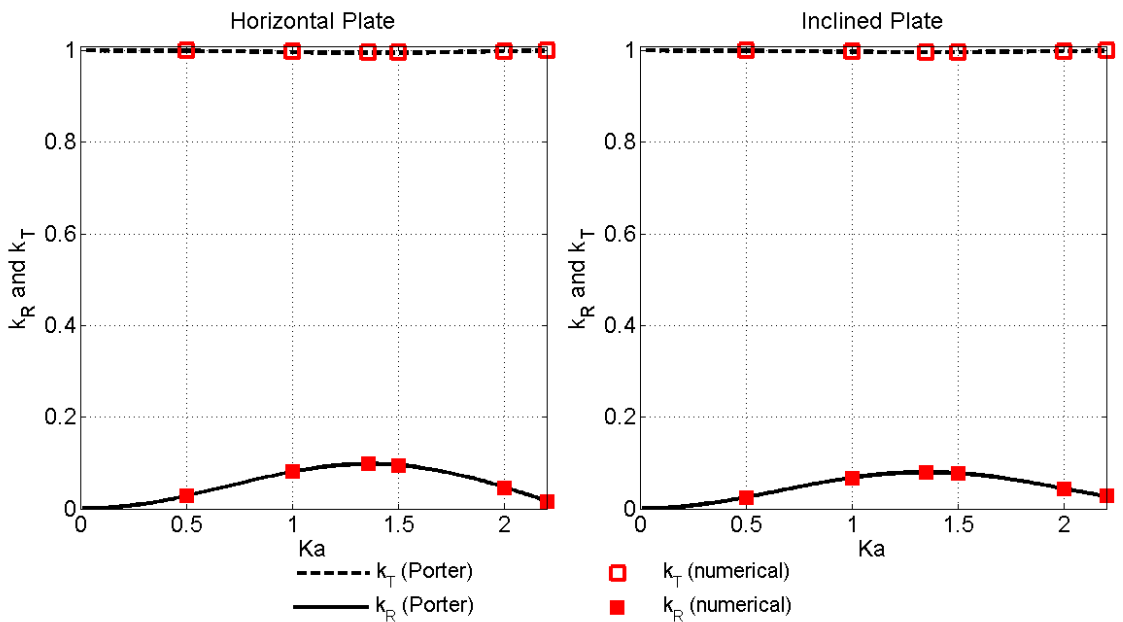 Horizontal Plate
1
0.8
0.6
0.4
0.2
0
k_R and k_T
0 0.5 1 1.5 2
Ka
Inclined Plate
1
0.8
0.6
0.4
0.2
0
k_R and k_T
0 0.5 1 1.5 2
Ka
k_T (Porter)
k_R (Porter)
k_T (numerical)
k_R (numerical)